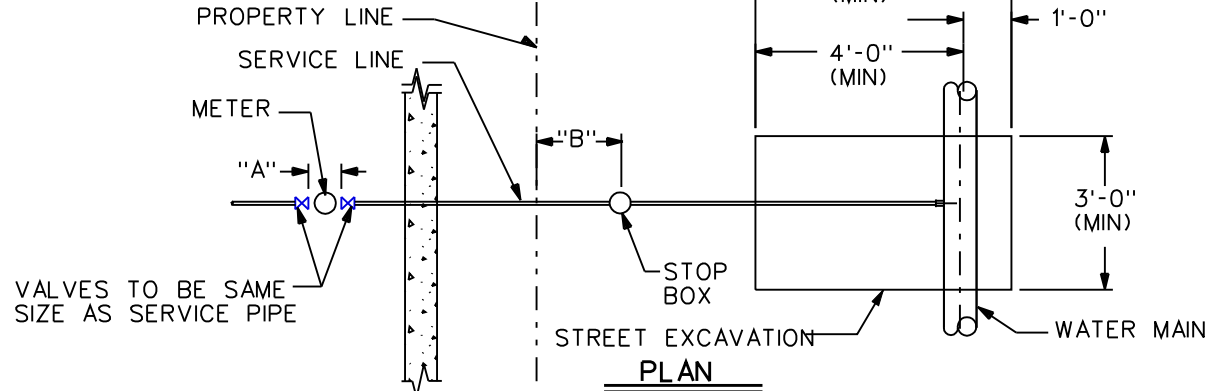 (MIN)
PROPERTY LINE
1'-0"
4'-0"
(MIN)
SERVICE LINE
METER
"B"
"A"
3'-0"
(MIN)
STOP
BOX
VALVES TO BE SAME
SIZE AS SERVICE PIPE
STREET EXCAVATION
WATER MAIN
PLAN